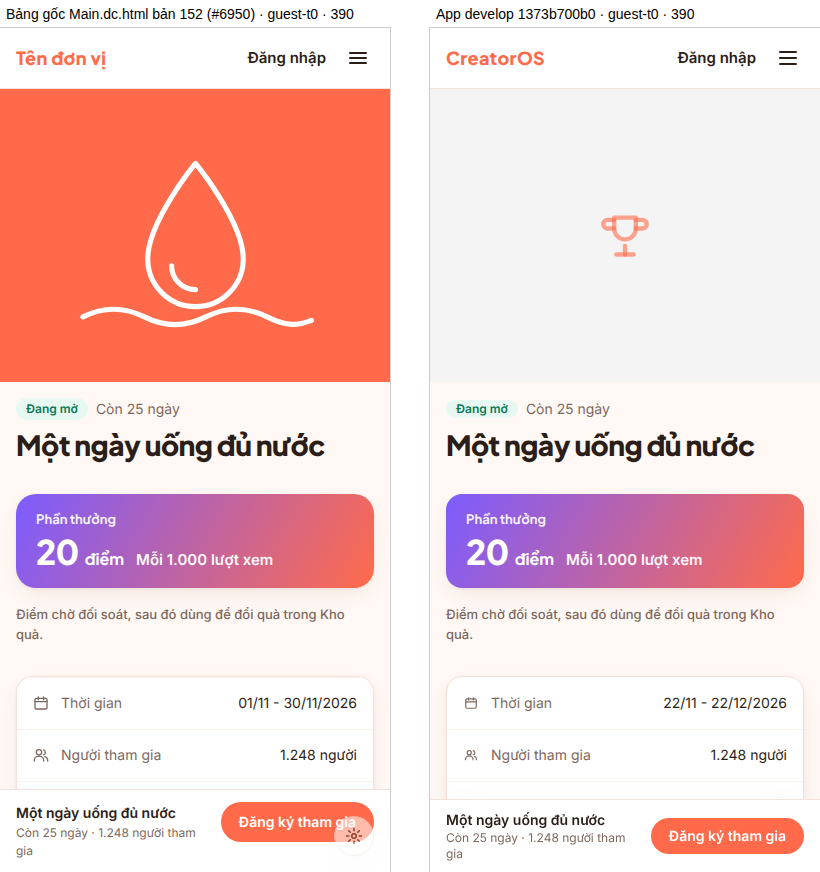 Bảng gốc Main.dc.html bản 152 (#6950) · guest-t0 · 390
Tên đơn vị
Đăng nhập
Đang mở
Còn 25 ngày
Một ngày uống đủ nước
Phần thưởng
20 điểm Mỗi 1.000 lượt xem
Điểm chờ đối soát, sau đó dùng để đổi quà trong Kho
quà.
Thời gian
01/11 - 30/11/2026
Người tham gia
1.248 người
Một ngày uống đủ nước
Còn 25 ngày · 1.248 người tham
gia
Đăng ký tham gia
App develop 1373b700b0 · guest-t0 · 390
CreatorOS
Đăng nhập
Đang mở
Còn 25 ngày
Một ngày uống đủ nước
Phần thưởng
20 điểm Mỗi 1.000 lượt xem
Điểm chờ đối soát, sau đó dùng để đổi quà trong Kho
quà.
Thời gian
22/11 - 22/12/2026
Người tham gia
1.248 người
Một ngày uống đủ nước
Còn 25 ngày · 1.248 người tham
gia
Đăng ký tham gia